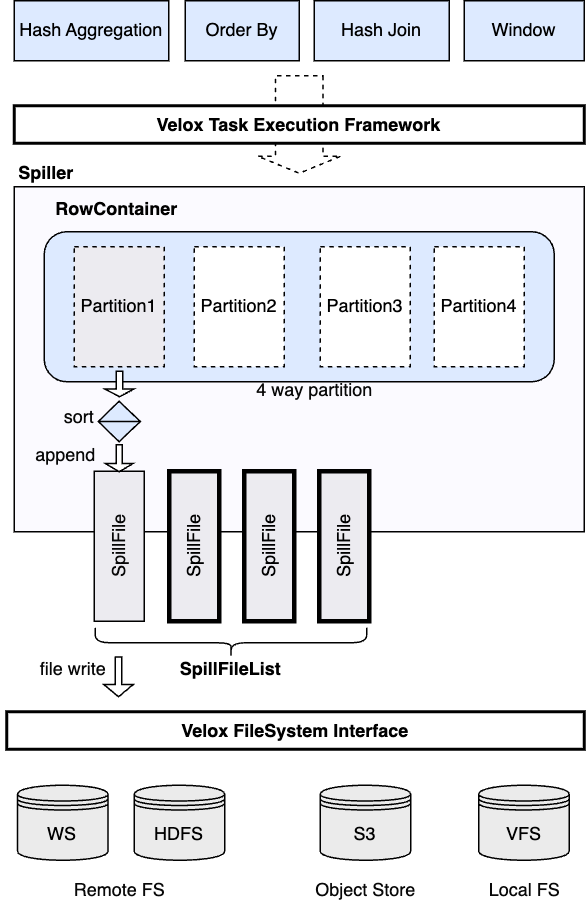 Hash Aggregation
Order By
Hash Join
Window
Velox Task Execution Framework
Spiller
RowContainer
Partition1
Partition2
Partition3
Partition4
4 way partition
sort
append
SpillFile
SpillFile
SpillFile
SpillFile
file write
SpillFileList
Velox FileSystem Interface
WS
HDFS
S3
VFS
Remote FS
Object Store
Local FS